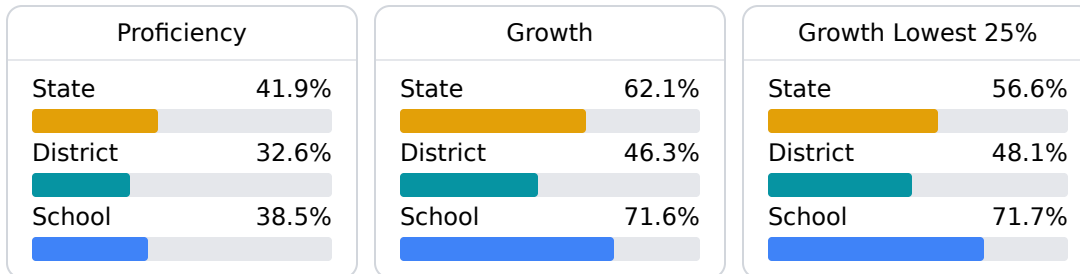 Proficiency
State 41.9%
District 32.6%
School 38.5%
Growth
State 62.1%
District 46.3%
School 71.6%
Growth Lowest 25%
State 56.6%
District 48.1%
School 71.7%